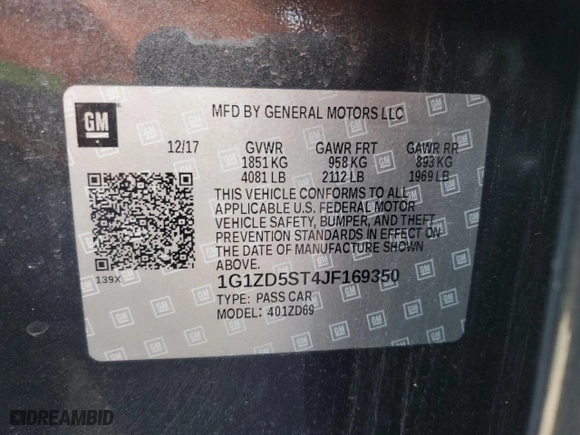 GM
MFD BY GENERAL MOTORS LLC
12/17 GVWR GAWR FRT GAWR RR
1851 KG 958 KG 893 KG
4081 LB 2112 LB 1969 LB
THIS VEHICLE CONFORMS TO ALL
APPLICABLE U.S. FEDERAL MOTOR
VEHICLE SAFETY, BUMPER, AND THEFT
PREVENTION STANDARDS IN EFFECT ON
THE DATE OF MANUFACTURE SHOWN
ABOVE.
139X
1G1ZD5ST4JF169350
TYPE: PASS CAR
MODEL: 401ZD69
DREAMBID